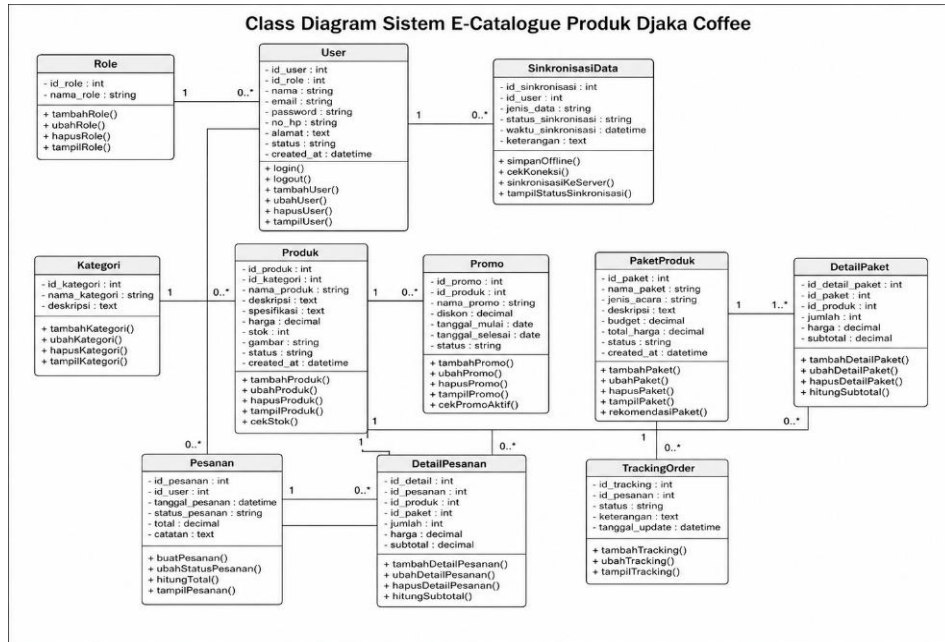 Class Diagram Sistem E-Catalogue Produk Djaka Coffee
Role
- id_role : int
- nama_role : string
+ tambahRole()
+ ubahRole()
+ hapusRole()
+ tampilRole()
1
0..*
User
- id_user : int
- id_role : int
- nama : string
- email : string
- password : string
- no_hp : string
- alamat : text
- status : string
- created_at : datetime
+ login()
+ logout()
+ tambahUser()
+ ubahUser()
+ hapusUser()
+ tampilUser()
1
0..*
SinkronisasiData
- id_sinkronisasi : int
- id_user : int
- jenis_data : string
- status_sinkronisasi : string
- waktu_sinkronisasi : datetime
- keterangan : text
+ simpanOffline()
+ cekKoneksi()
+ sinkronisasiKeServer()
+ tampilStatusSinkronisasi()
Kategori
- id_kategori : int
- nama_kategori : string
- deskripsi : text
+ tambahKategori()
+ ubahKategori()
+ hapusKategori()
+ tampilKategori()
1
0..*
Produk
- id_produk : int
- id_kategori : int
- nama_produk : string
- deskripsi : text
- spesifikasi : text
- harga : decimal
- stok : int
- gambar : string
- status : string
- created_at : datetime
+ tambahProduk()
+ ubahProduk()
+ hapusProduk()
+ tampilProduk()
+ cekStok()
1
0..*
Promo
- id_promo : int
- id_produk : int
- nama_promo : string
- diskon : decimal
- tanggal_mulai : date
- tanggal_selesai : date
- status : string
+ tambahPromo()
+ ubahPromo()
+ hapusPromo()
+ tampilPromo()
+ cekPromoAktif()
PaketProduk
- id_paket : int
- nama_paket : string
- jenis_acara : string
- deskripsi : text
- budget : decimal
- total_harga : decimal
- status : string
- created_at : datetime
+ tambahPaket()
+ ubahPaket()
+ hapusPaket()
+ tampilPaket()
+ rekomendasiPaket()
1
1..*
DetailPaket
- id_detail_paket : int
- id_paket : int
- id_produk : int
- jumlah : int
- harga : decimal
- subtotal : decimal
+ tambahDetailPaket()
+ ubahDetailPaket()
+ hapusDetailPaket()
+ hitungSubtotal()
1
0..*
1
0..*
1
0..*
0..*
Pesanan
- id_pesanan : int
- id_user : int
- tanggal_pesanan : datetime
- status_pesanan : string
- total : decimal
- catatan : text
+ buatPesanan()
+ ubahStatusPesanan()
+ hitungTotal()
+ tampilPesanan()
1
0..*
DetailPesanan
- id_detail : int
- id_pesanan : int
- id_produk : int
- id_paket : int
- jumlah : int
- harga : decimal
- subtotal : decimal
+ tambahDetailPesanan()
+ ubahDetailPesanan()
+ hapusDetailPesanan()
+ hitungSubtotal()
TrackingOrder
- id_tracking : int
- id_pesanan : int
- status : string
- keterangan : text
- tanggal_update : datetime
+ tambahTracking()
+ ubahTracking()
+ tampilTracking()